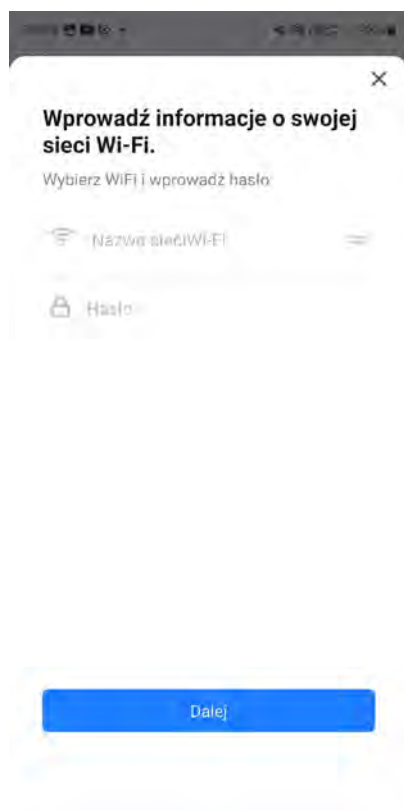 Wprowadź informacje o swojej
sieci Wi-Fi.
Wybierz WiFi i wprowadź hasło
Nazwa sieciWi-Fi
Hasło
Dalej